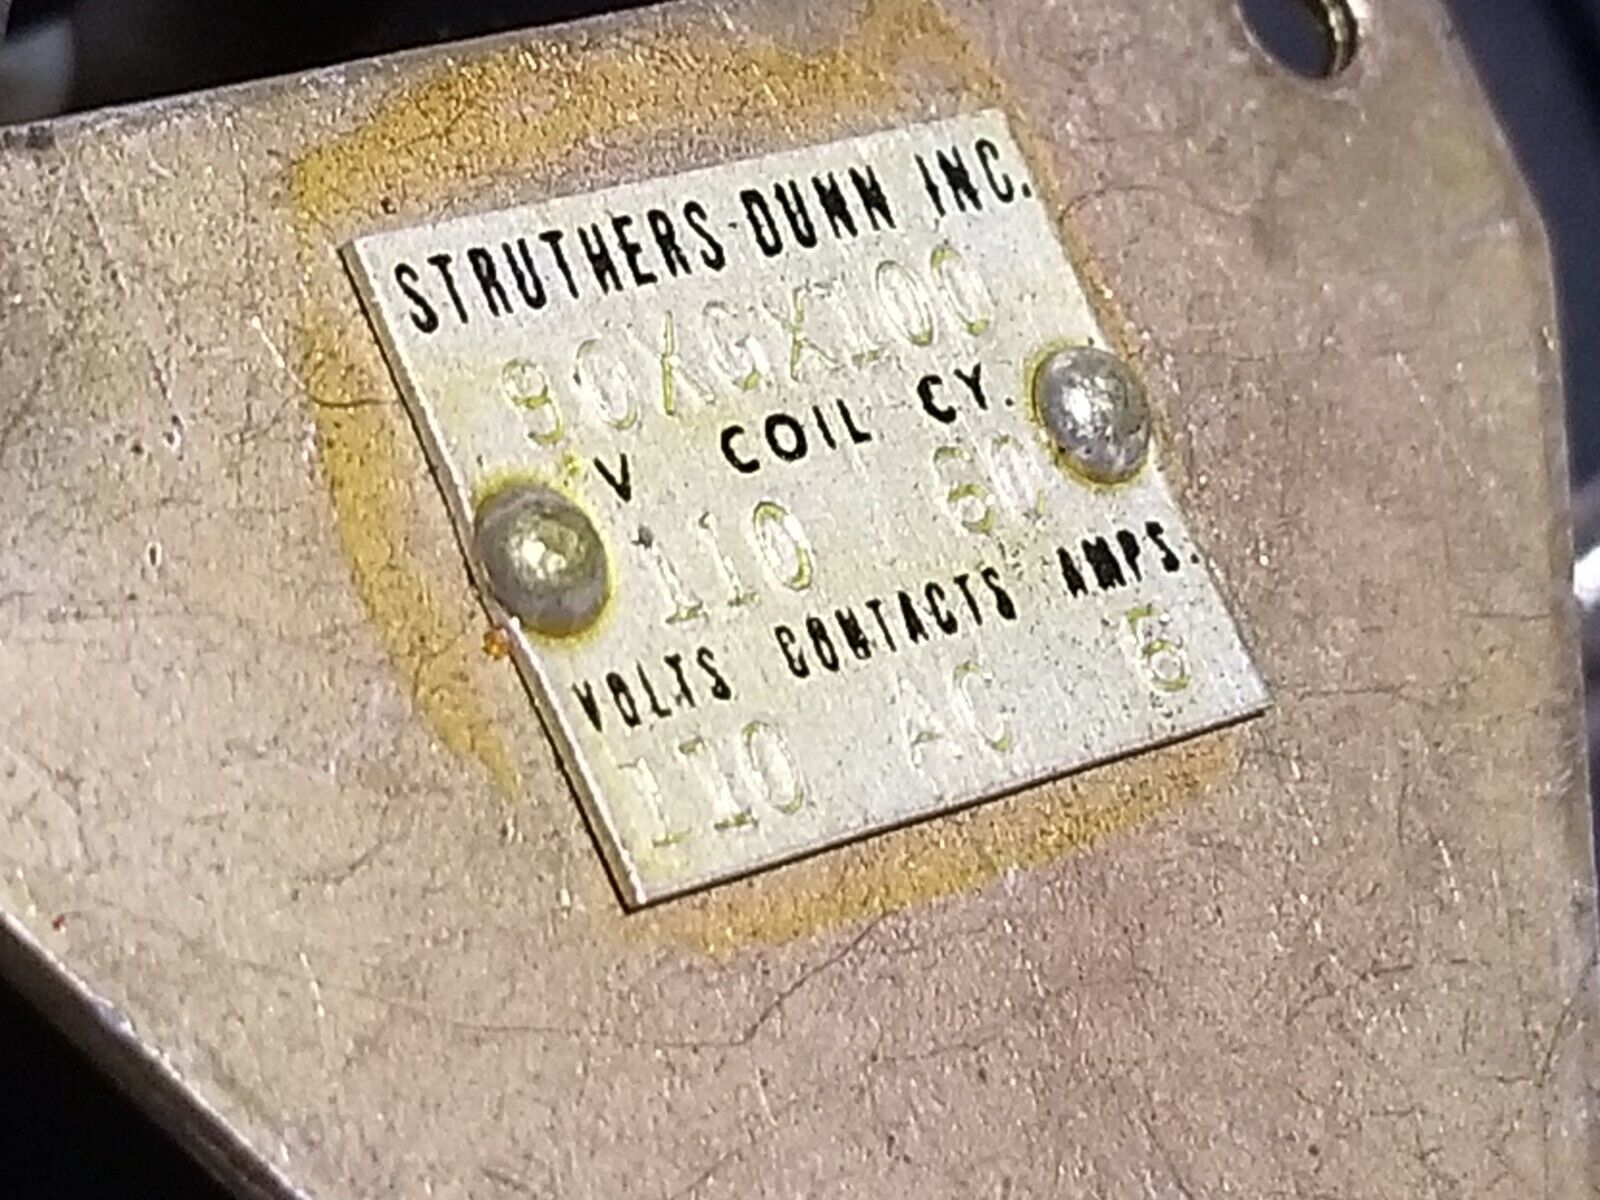 STRUTHERS-DUNN INC.
90XGX100
V COIL CY.
110 60
VOLTS CONTACTS AMPS.
110 AC 5